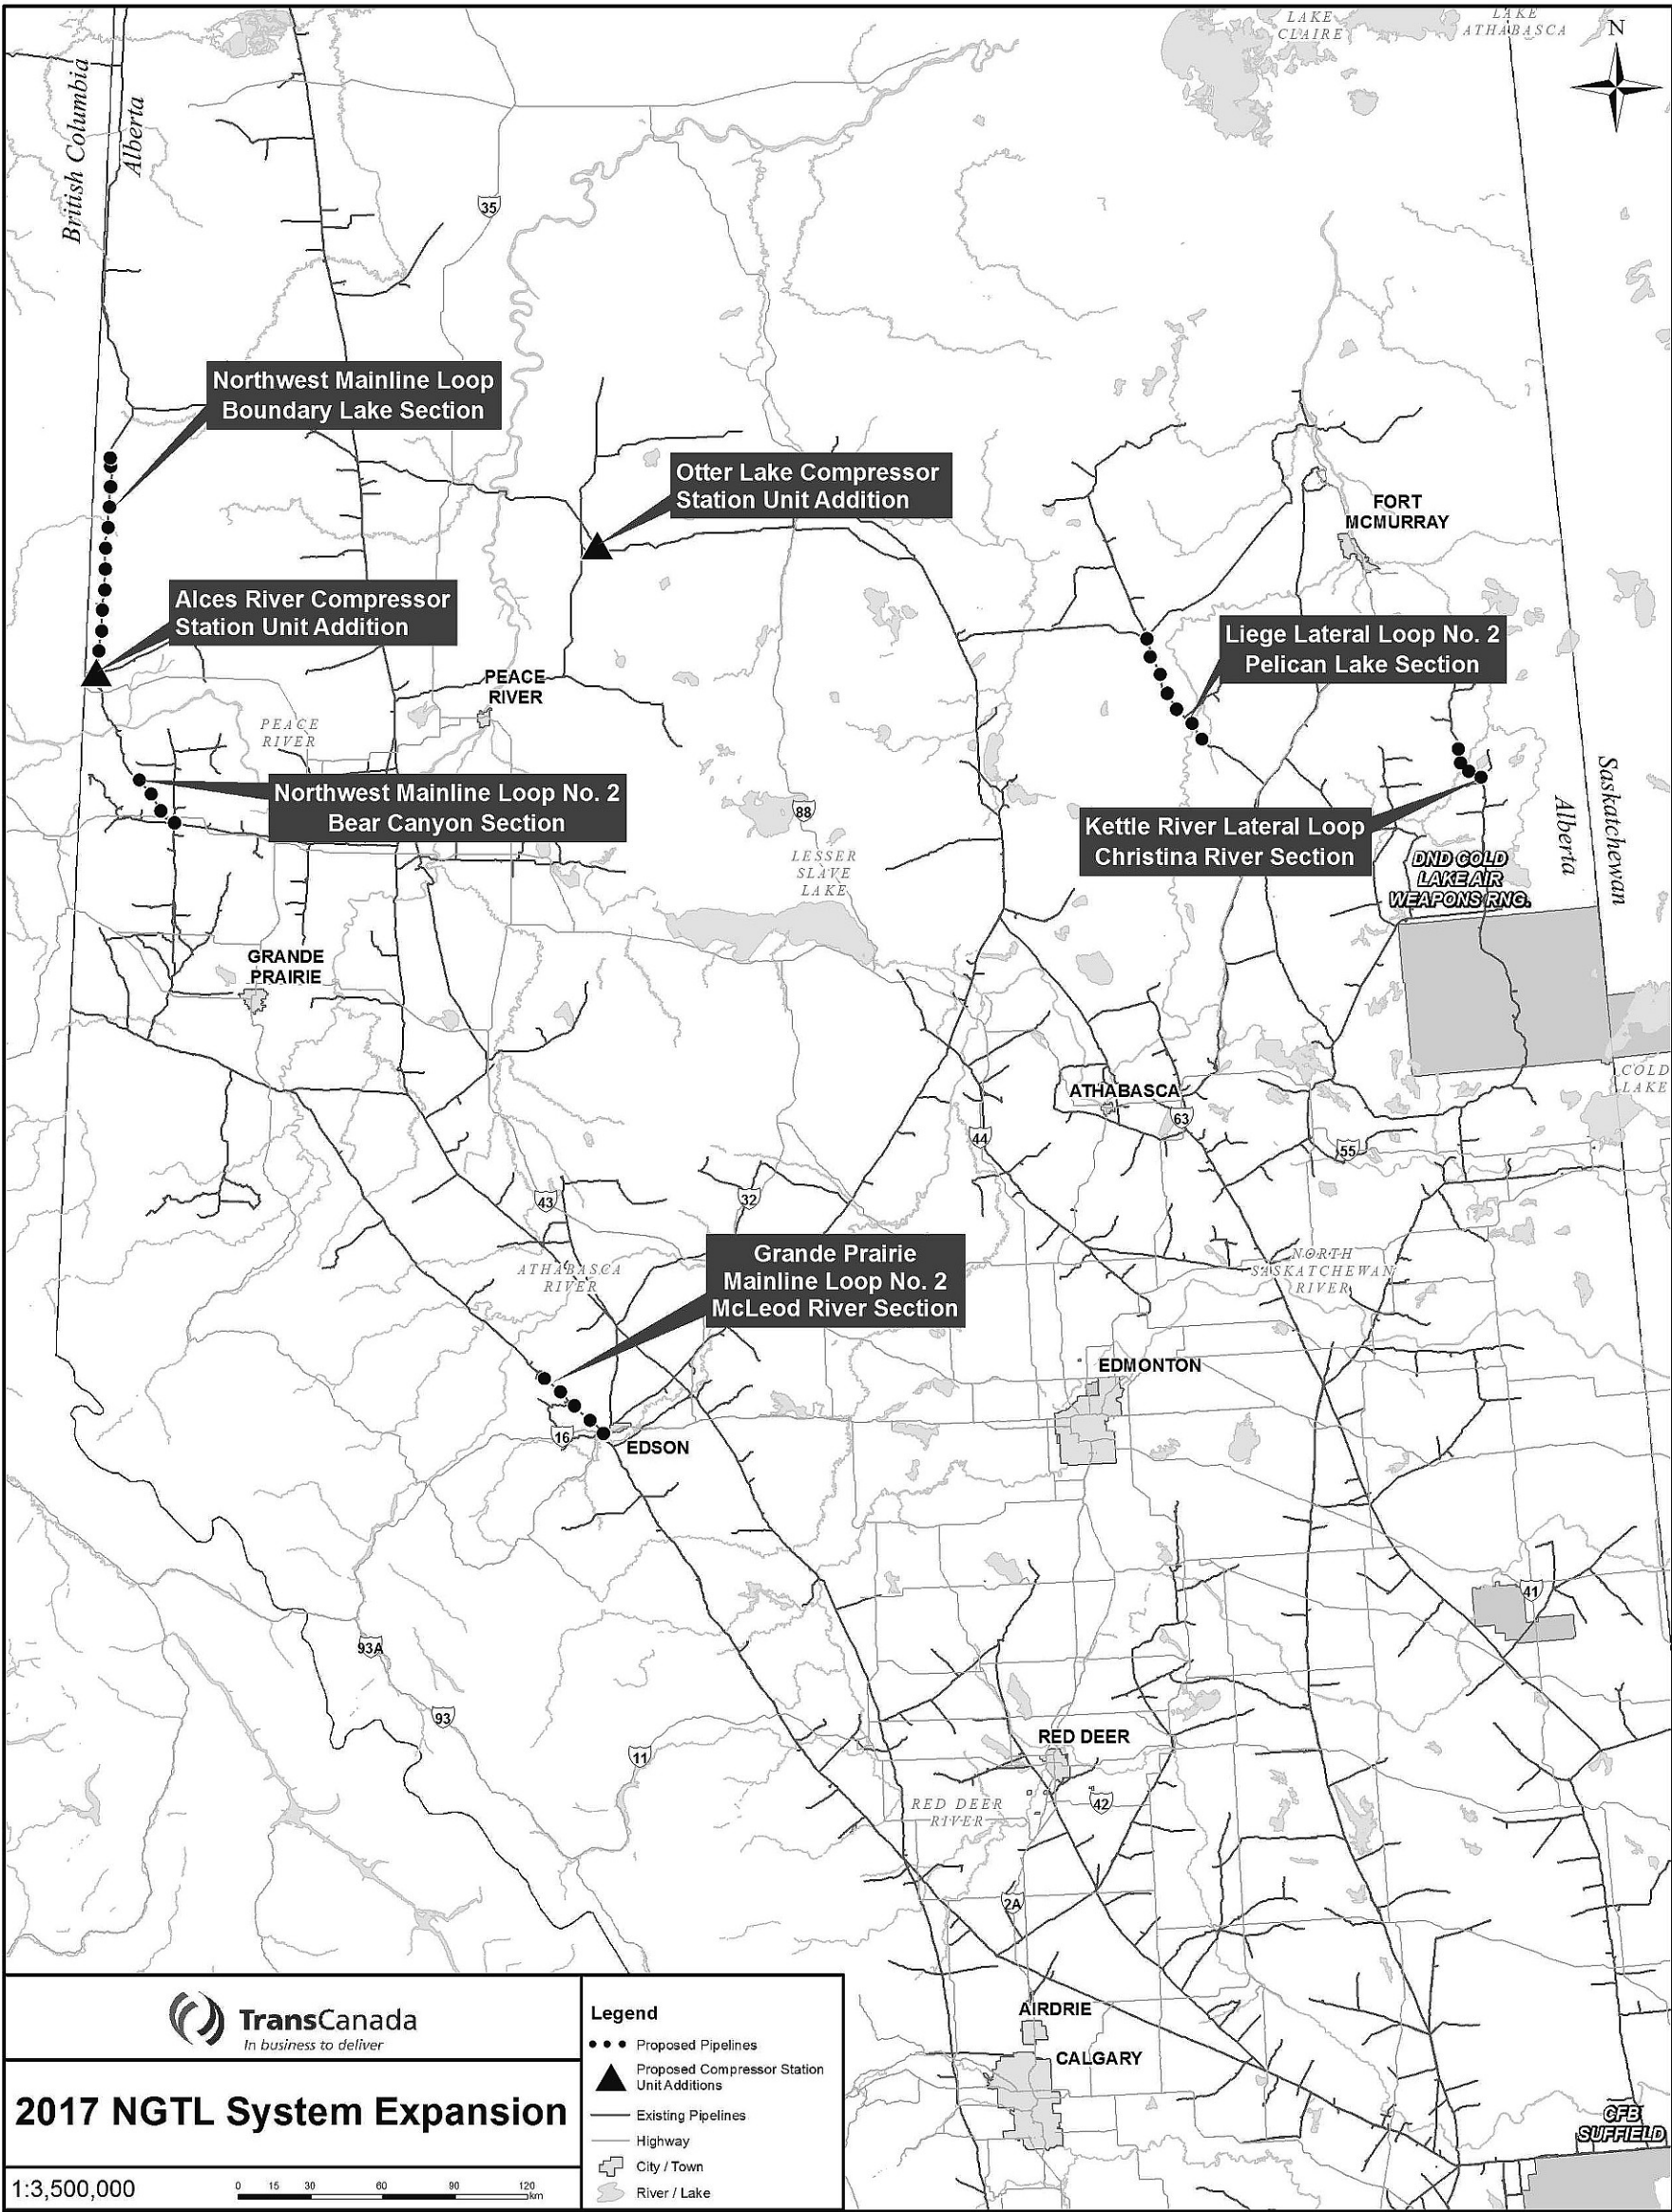 LAKE
CLAIRE
LAKE
ATHABASCA
N
British Columbia
Alberta
35
Northwest Mainline Loop
Boundary Lake Section
Otter Lake Compressor
Station Unit Addition
FORT
MCMURRAY
Alces River Compressor
Station Unit Addition
Liege Lateral Loop No. 2
Pelican Lake Section
PEACE
RIVER
PEACE
RIVER
Northwest Mainline Loop No. 2
Bear Canyon Section
88
Kettle River Lateral Loop
Christina River Section
Saskatchewan
Alberta
LESSER
SLAVE
LAKE
DND COLD
LAKE AIR
WEAPONS RNG.
GRANDE
PRAIRIE
COLD
LAKE
ATHABASCA
63
44
55
43
32
ATHABASCA
RIVER
Grande Prairie
Mainline Loop No. 2
McLeod River Section
NORTH
SASKATCHEWAN
RIVER
EDMONTON
16
EDSON
41
93A
93
11
RED DEER
RED DEER
RIVER
42
2A
AIRDRIE
CALGARY
CFB
SUFFIELD
TransCanada
In business to deliver
2017 NGTL System Expansion
1:3,500,000
0 15 30 60 90 120
km
Legend
Proposed Pipelines
Proposed Compressor Station
Unit Additions
Existing Pipelines
Highway
City / Town
River / Lake